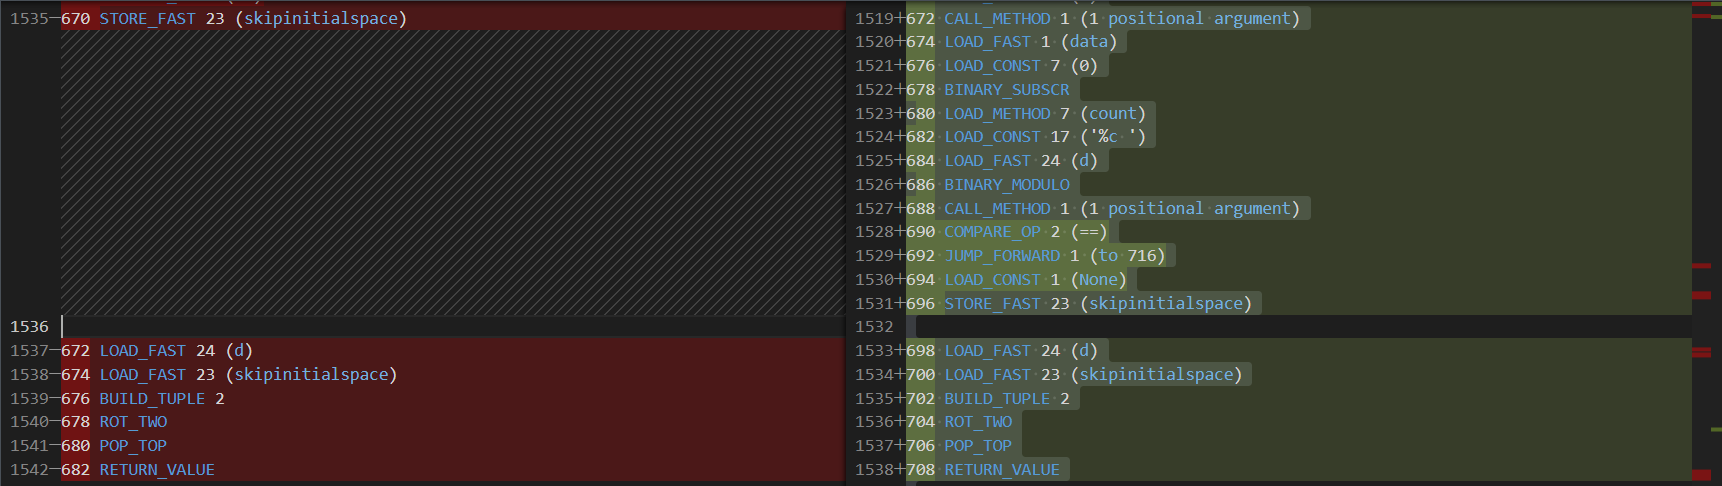 1535−670 STORE_FAST 23 (skipinitialspace)
1536
1537−672 LOAD_FAST 24 (d)
1538−674 LOAD_FAST 23 (skipinitialspace)
1539−676 BUILD_TUPLE 2
1540−678 ROT_TWO
1541−680 POP_TOP
1542−682 RETURN_VALUE
1519+672 CALL_METHOD 1 (1 positional argument)
1520+674 LOAD_FAST 1 (data)
1521+676 LOAD_CONST 7 (0)
1522+678 BINARY_SUBSCR
1523+680 LOAD_METHOD 7 (count)
1524+682 LOAD_CONST 17 ('%c ')
1525+684 LOAD_FAST 24 (d)
1526+686 BINARY_MODULO
1527+688 CALL_METHOD 1 (1 positional argument)
1528+690 COMPARE_OP 2 (==)
1529+692 JUMP_FORWARD 1 (to 716)
1530+694 LOAD_CONST 1 (None)
1531+696 STORE_FAST 23 (skipinitialspace)
1532
1533+698 LOAD_FAST 24 (d)
1534+700 LOAD_FAST 23 (skipinitialspace)
1535+702 BUILD_TUPLE 2
1536+704 ROT_TWO
1537+706 POP_TOP
1538+708 RETURN_VALUE